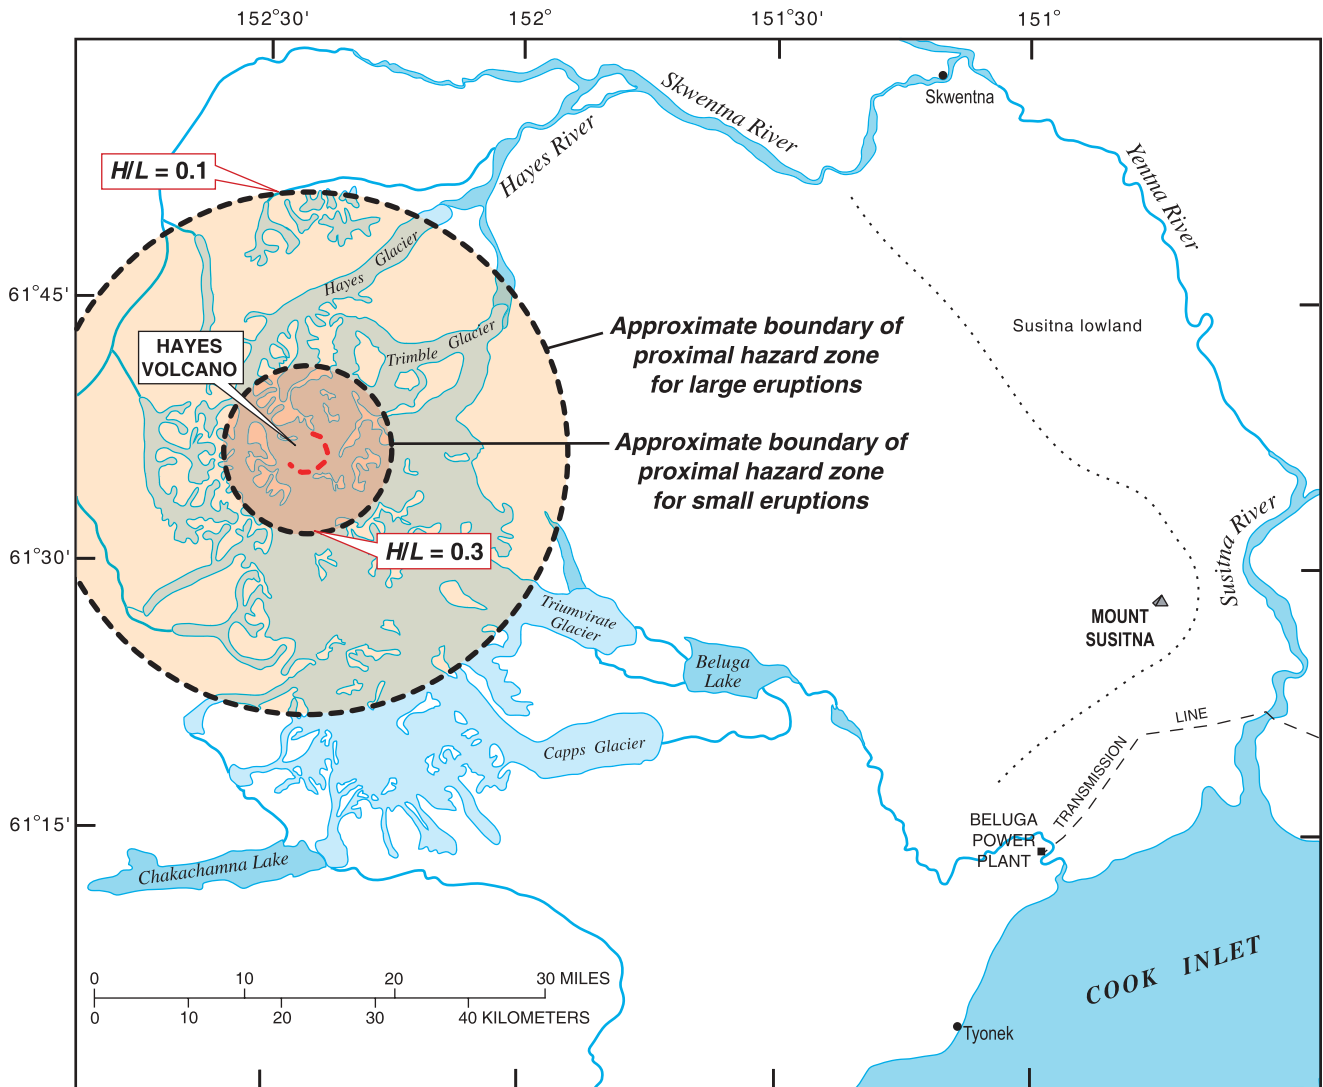 152°30'
152°
151°30'
151°
Skwentna
Skwentna River
Hayes River
Yentna River
H/L = 0.1
Hayes Glacier
61°45'
Trimble Glacier
HAYES
VOLCANO
Approximate boundary of
proximal hazard zone
for large eruptions
Susitna lowland
Approximate boundary of
proximal hazard zone
for small eruptions
H/L = 0.3
61°30'
Susitna River
Triumvirate
Glacier
MOUNT
SUSITNA
Beluga
Lake
Capps Glacier
TRANSMISSION
LINE
61°15'
BELUGA
POWER
PLANT
Chakachamna Lake
COOK INLET
0
10
20
30 MILES
0
10
20
30
40 KILOMETERS
Tyonek